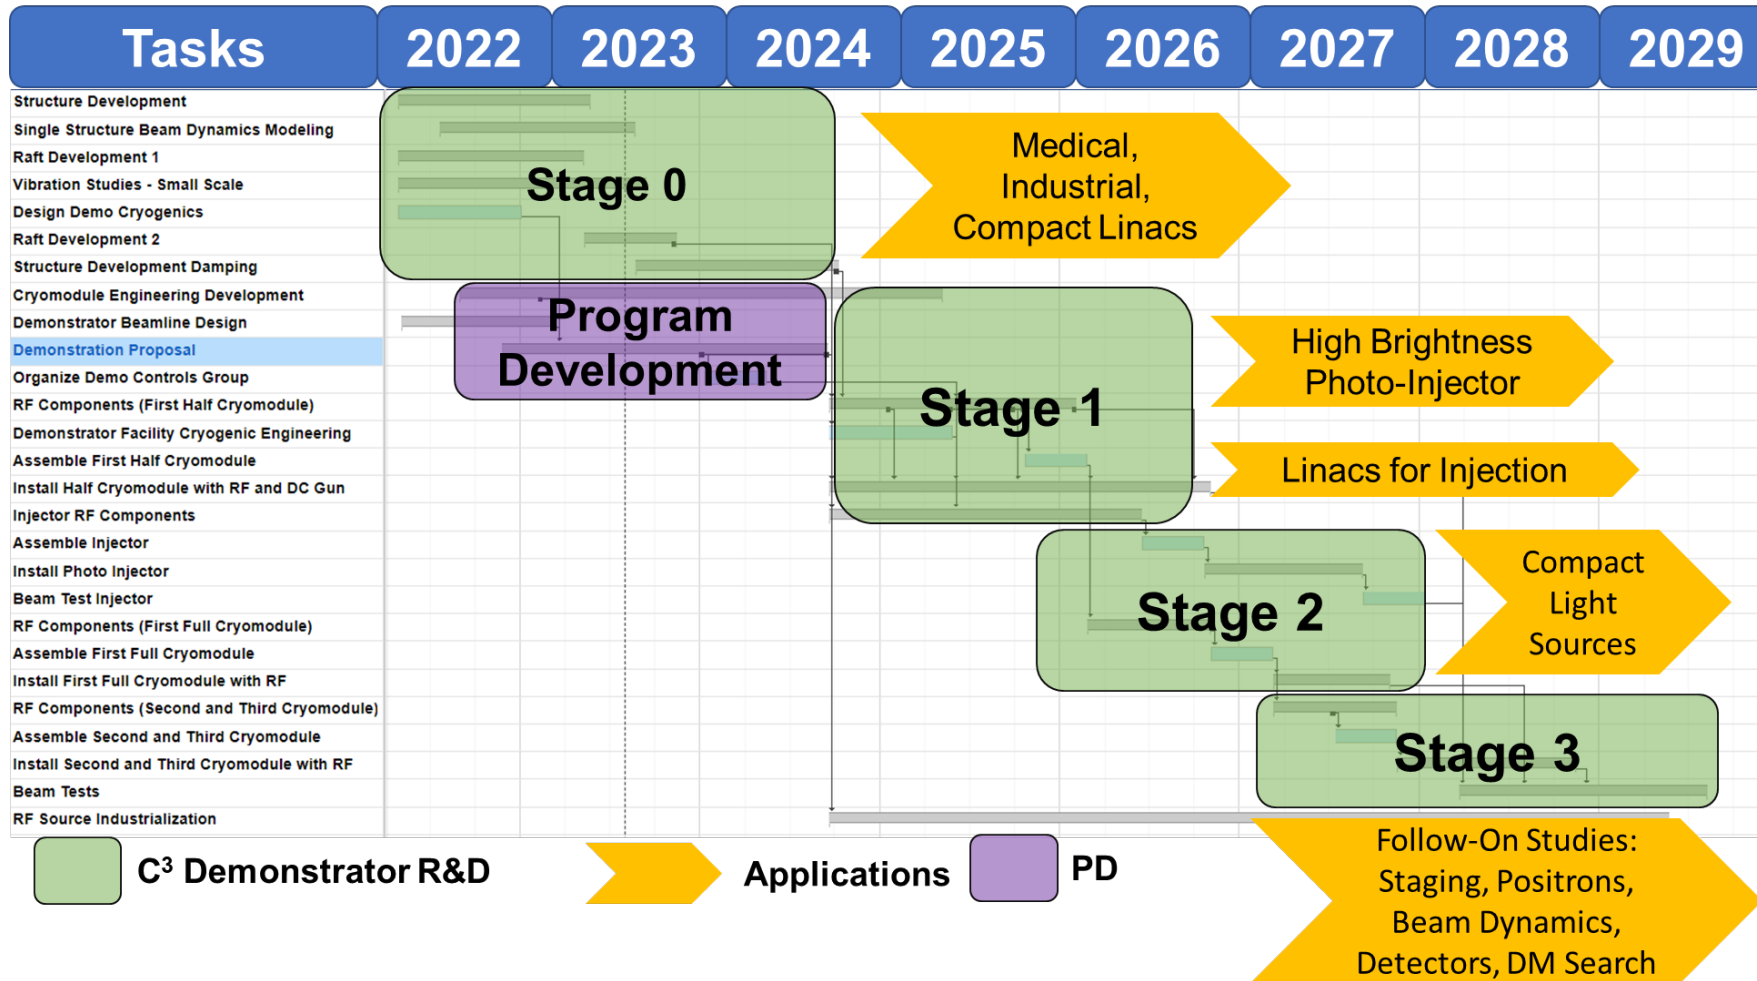 Tasks 2022 2023 2024 2025 2026 2027 2028 2029
Structure Development
Single Structure Beam Dynamics Modeling
Raft Development 1
Vibration Studies - Small Scale
Design Demo Cryogenics
Raft Development 2
Structure Development Damping
Cryomodule Engineering Development
Demonstrator Beamline Design
Demonstration Proposal
Organize Demo Controls Group
RF Components (First Half Cryomodule)
Demonstrator Facility Cryogenic Engineering
Assemble First Half Cryomodule
Install Half Cryomodule with RF and DC Gun
Injector RF Components
Assemble Injector
Install Photo Injector
Beam Test Injector
RF Components (First Full Cryomodule)
Assemble First Full Cryomodule
Install First Full Cryomodule with RF
RF Components (Second and Third Cryomodule)
Assemble Second and Third Cryomodule
Install Second and Third Cryomodule with RF
Beam Tests
RF Source Industrialization
Stage 0
Medical,
Industrial,
Compact Linacs
Program
Development
Stage 1
High Brightness
Photo-Injector
Linacs for Injection
Stage 2
Compact
Light
Sources
Stage 3
Follow-On Studies:
Staging, Positrons,
Beam Dynamics,
Detectors, DM Search
C³ Demonstrator R&D
Applications
PD